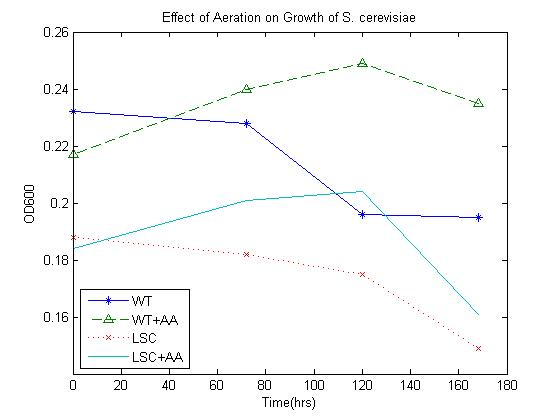 Effect of Aeration on Growth of S. cerevisiae
0.26
0.24
0.22
0.2
0.18
0.16
OD600
WT
WT+AA
LSC
LSC+AA
0 20 40 60 80 100 120 140 160 180
Time(hrs)